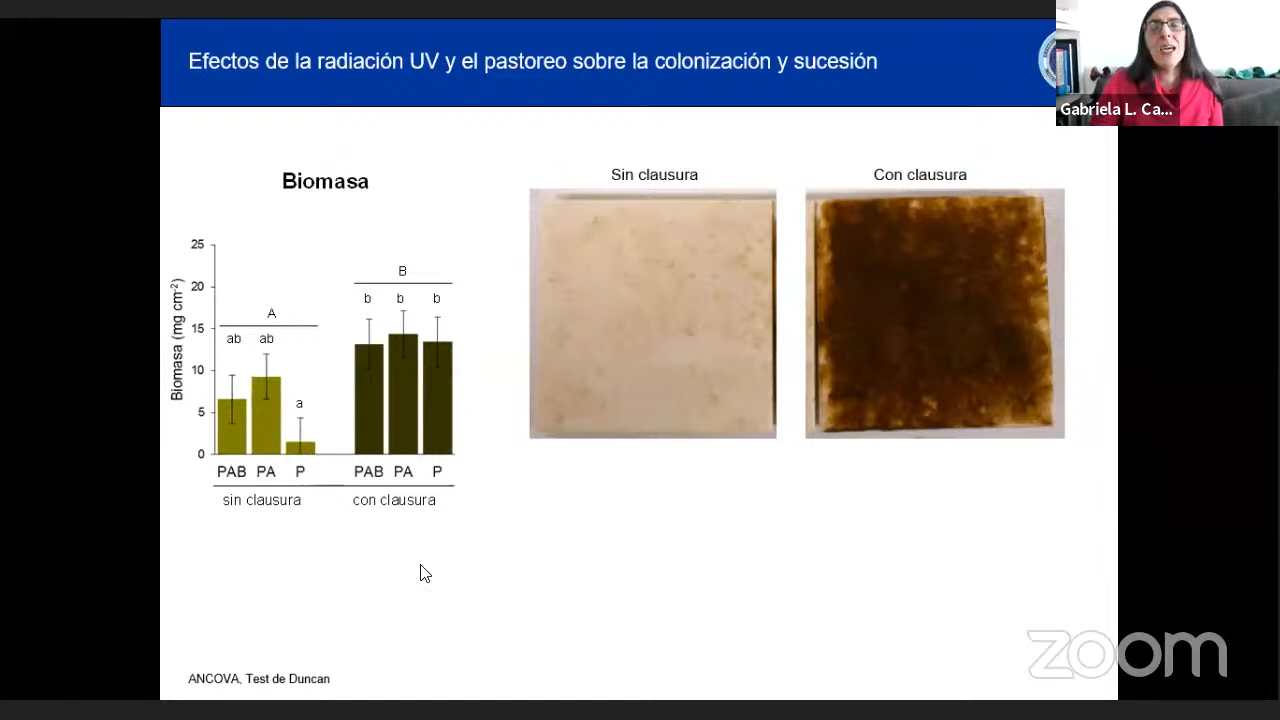 Efectos de la radiación UV y el pastoreo sobre la colonización y sucesión
Gabriela L. Ca...
Biomasa
Sin clausura
Con clausura
Biomasa (mg cm⁻²)
25
20
15
10
5
0
A
ab
ab
a
B
b
b
b
PAB
PA
P
PAB
PA
P
sin clausura
con clausura
zoom
ANCOVA, Test de Duncan